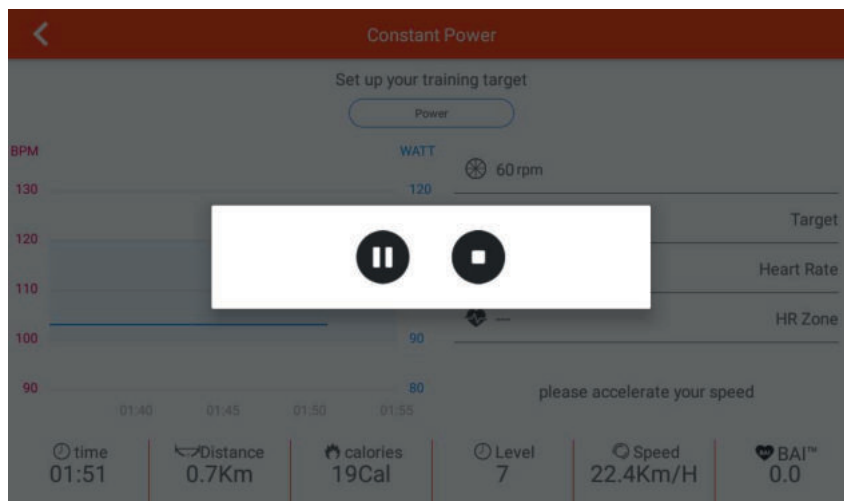 Constant Power
Set up your training target
Power
BPM
WATT
60 rpm
130
120
Target
120
Heart Rate
110
--- HR Zone
100
90
90
80
please accelerate your speed
01:40 01:45 01:50 01:55
time Distance calories Level Speed BAI™
01:51 0.7Km 19Cal 7 22.4Km/H 0.0